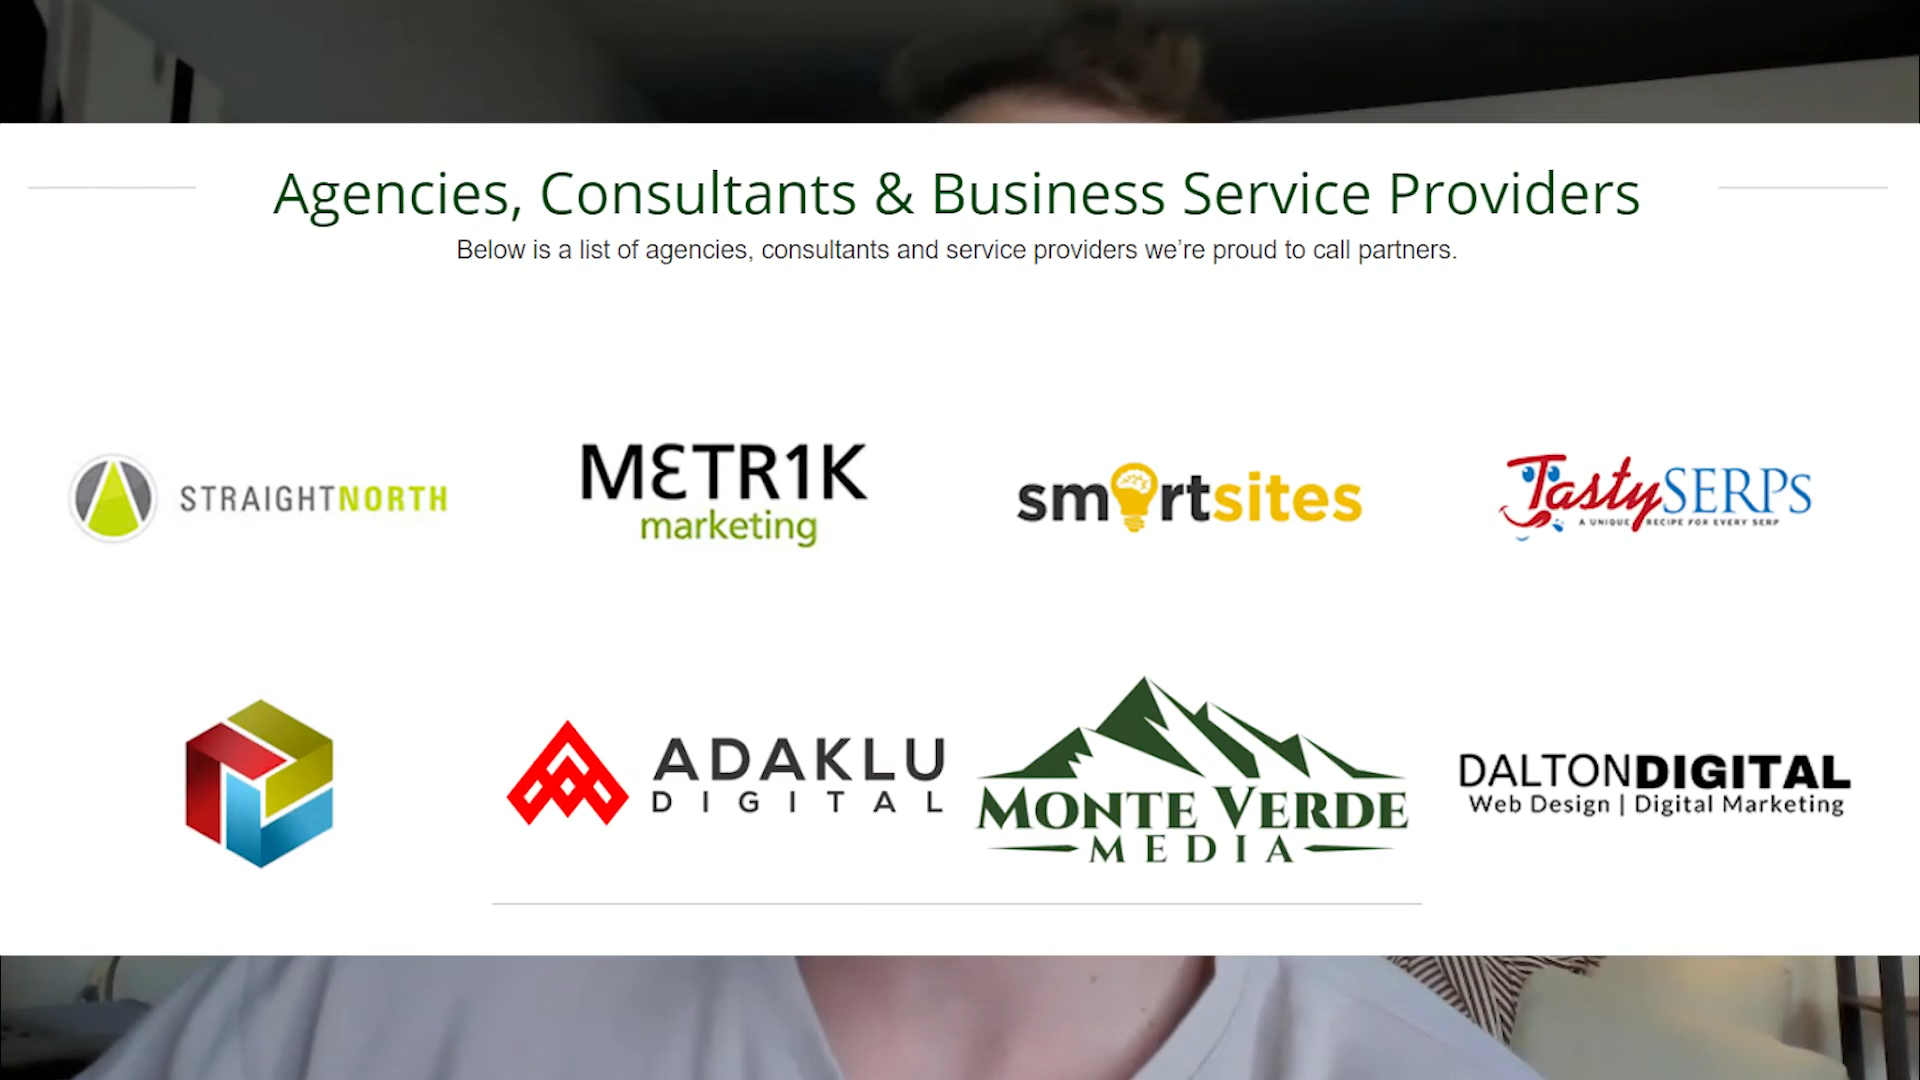 Agencies, Consultants & Business Service Providers
Below is a list of agencies, consultants and service providers we’re proud to call partners.
STRAIGHTNORTH
MƐTR1K
marketing
smartsites
TastySERPs
A UNIQUE RECIPE FOR EVERY SERP
ADAKLU
DIGITAL
MONTE VERDE
MEDIA
DALTONDIGITAL
Web Design | Digital Marketing